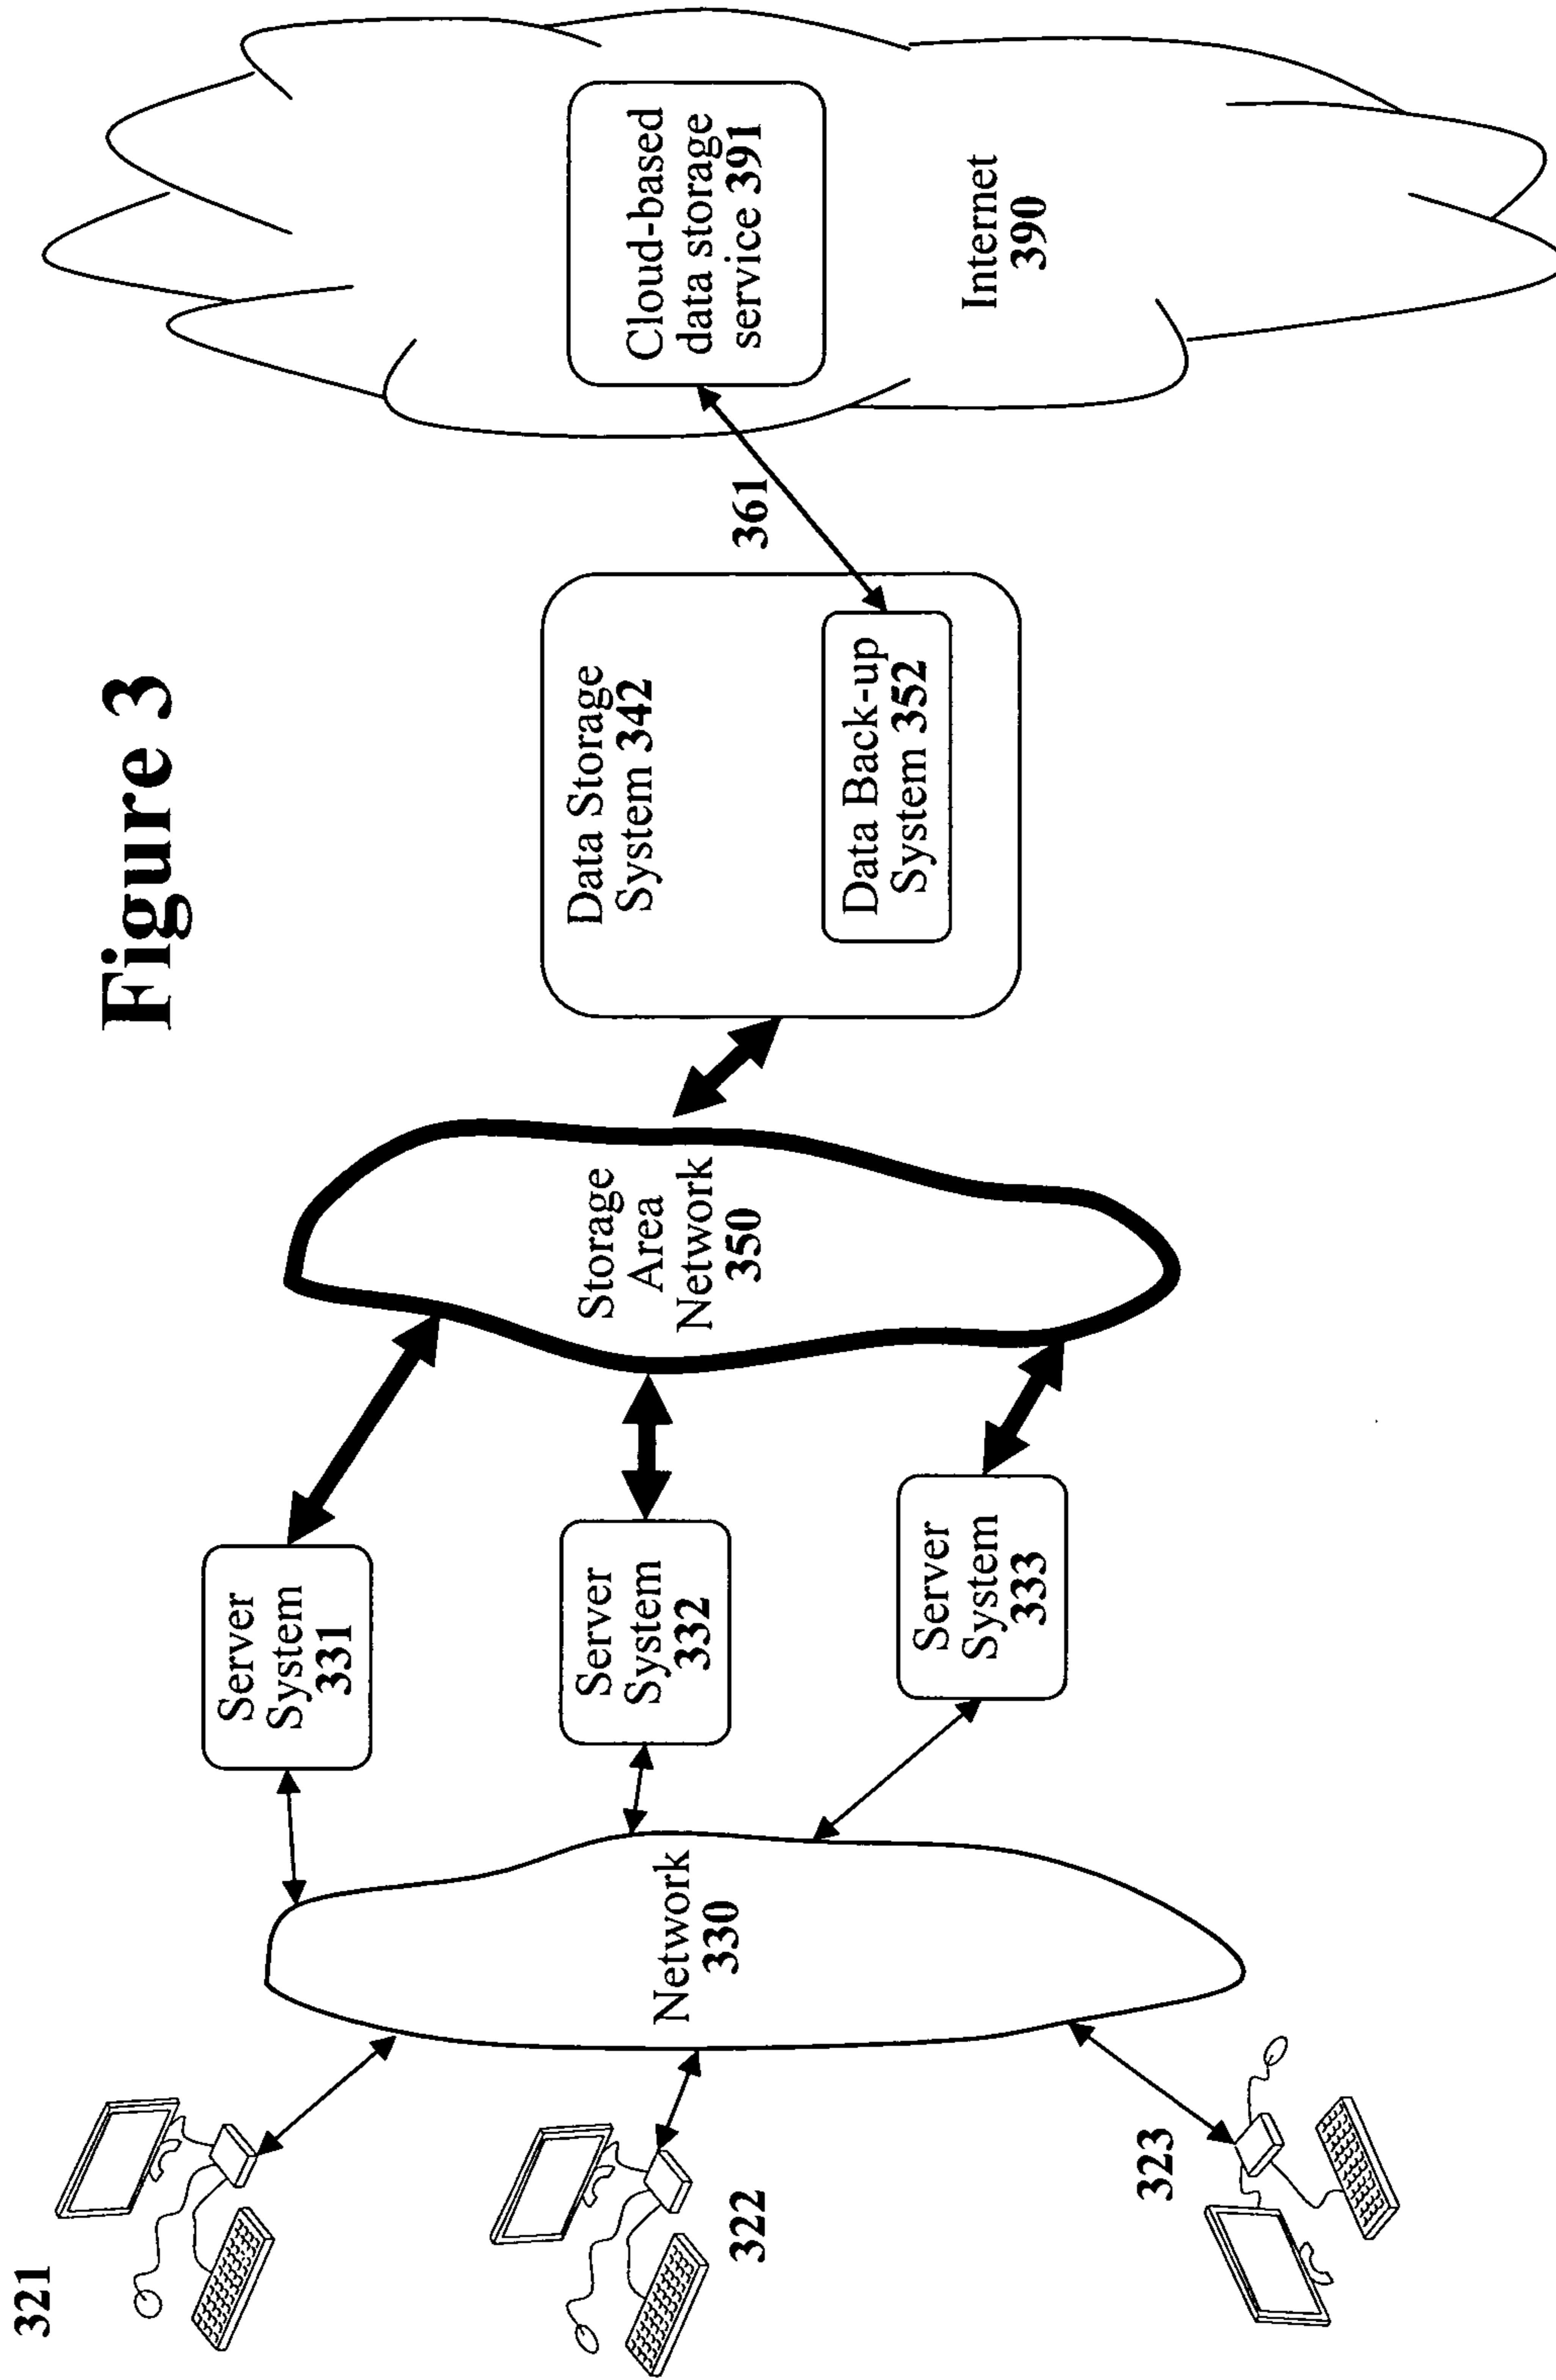 Figure 3
321
322
323
Network
330
Server
System
331
Server
System
332
Server
System
333
Storage
Area
Network
350
Data Storage
System 342
Data Back-up
System 352
361
Cloud-based
data storage
service 391
Internet
390